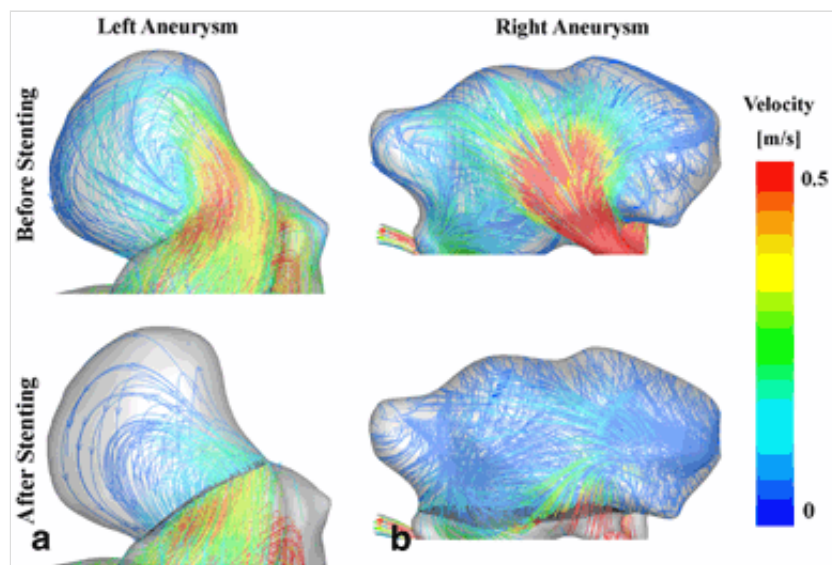 Left Aneurysm
Right Aneurysm
Before Stenting
After Stenting
Velocity
[m/s]
0.5
0
a
b